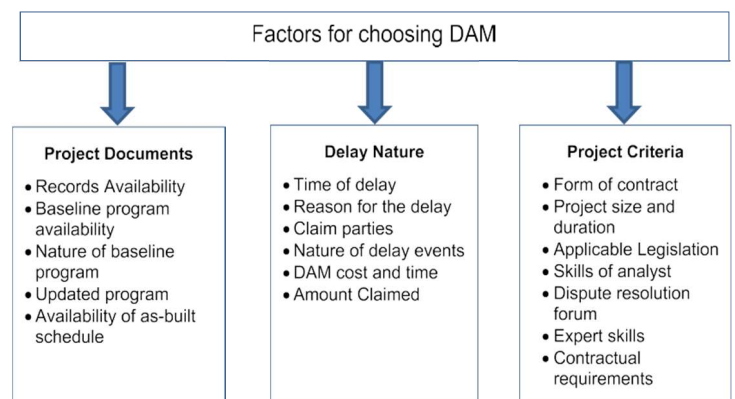 Factors for choosing DAM
Project Documents
• Records Availability
• Baseline program
availability
• Nature of baseline
program
• Updated program
• Availability of as-built
schedule
Delay Nature
• Time of delay
• Reason for the delay
• Claim parties
• Nature of delay events
• DAM cost and time
• Amount Claimed
Project Criteria
• Form of contract
• Project size and
duration
• Applicable Legislation
• Skills of analyst
• Dispute resolution
forum
• Expert skills
• Contractual
requirements